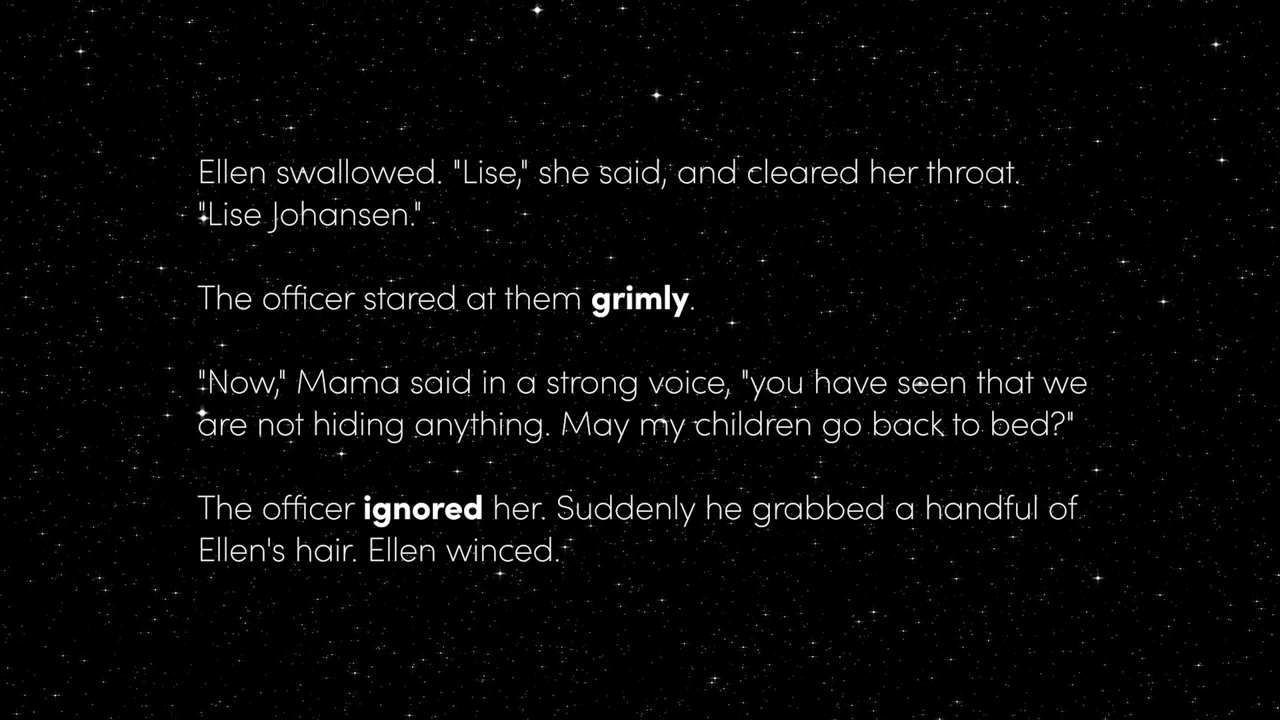 Ellen swallowed. "Lise," she said, and cleared her throat.
"Lise Johansen."
The officer stared at them grimly.
"Now," Mama said in a strong voice, "you have seen that we
are not hiding anything. May my children go back to bed?"
The officer ignored her. Suddenly he grabbed a handful of
Ellen's hair. Ellen winced.